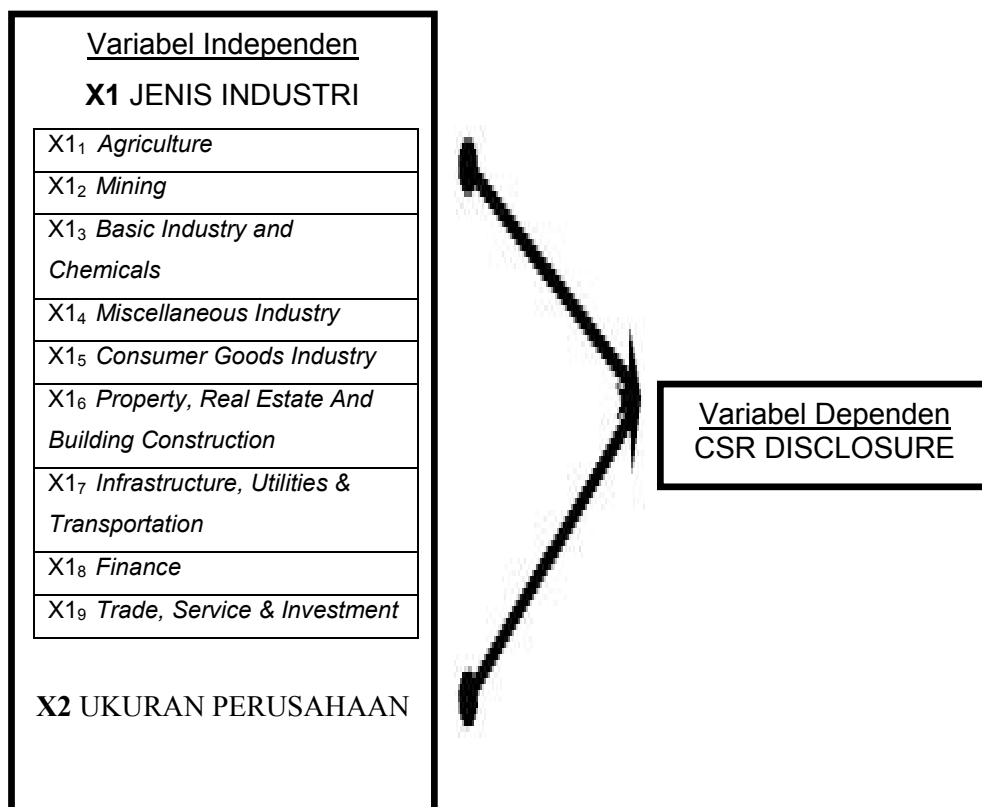 Variabel Independen
X1 JENIS INDUSTRI
X1₁ Agriculture
X1₂ Mining
X1₃ Basic Industry and
Chemicals
X1₄ Miscellaneous Industry
X1₅ Consumer Goods Industry
X1₆ Property, Real Estate And
Building Construction
X1₇ Infrastructure, Utilities &
Transportation
X1₈ Finance
X1₉ Trade, Service & Investment
X2 UKURAN PERUSAHAAN
Variabel Dependen
CSR DISCLOSURE